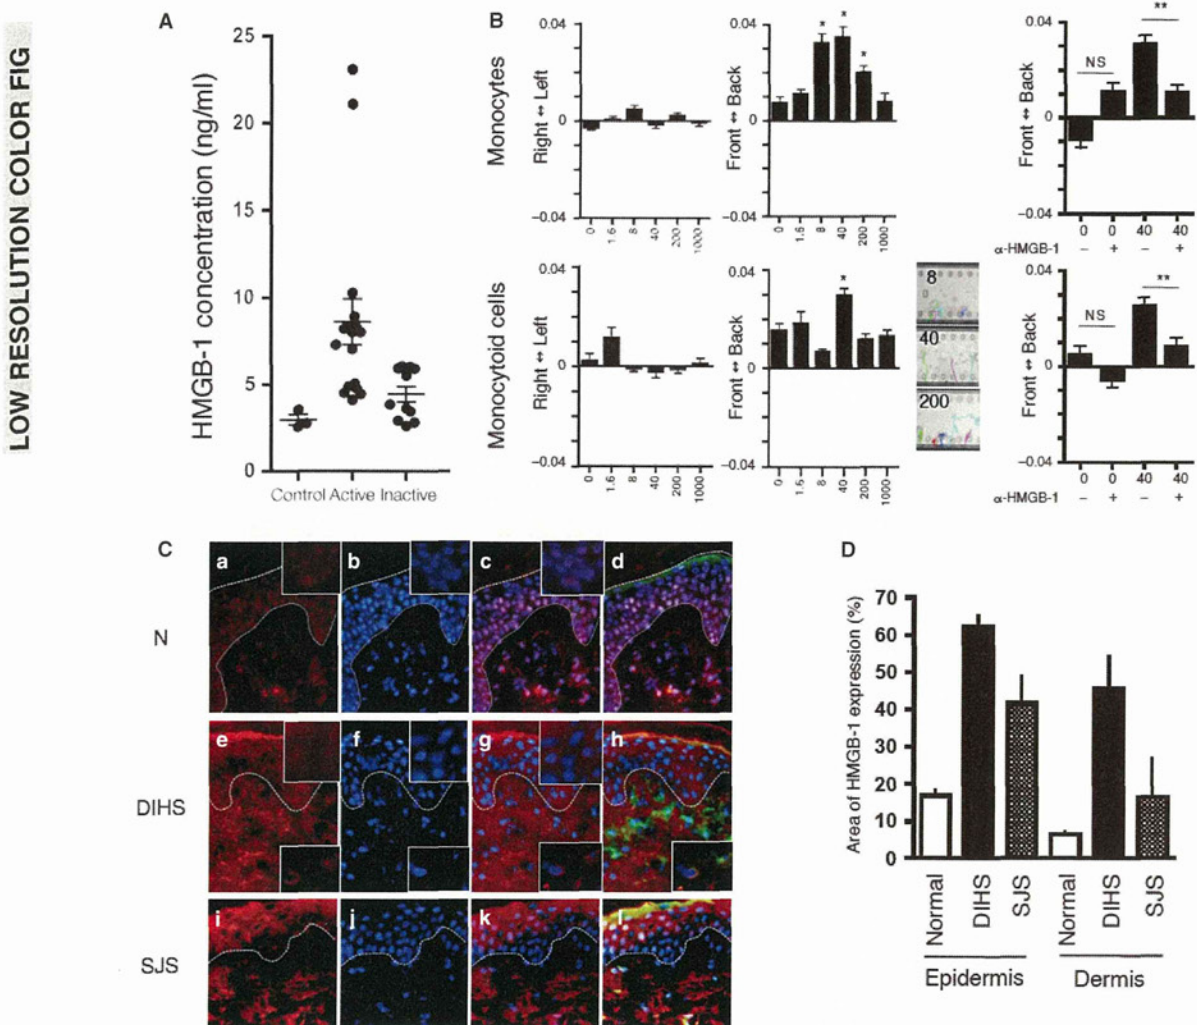 LOW RESOLUTION COLOR FIG
A
HMGB-1 concentration (ng/ml)
25
20
15
10
5
0
Control Active Inactive
B
Monocytes
Right ↔ Left
0.04
0
−0.04
0 1.6 8 40 200 1000
Front ↔ Back
0.04
0
−0.04
* * *
0 1.6 8 40 200 1000
Front ↔ Back
0.04
0
−0.04
NS **
0 0 40 40
α-HMGB-1 − + − +
Monocytoid cells
Right ↔ Left
0.04
0
−0.04
0 1.6 8 40 200 1000
Front ↔ Back
0.04
0
−0.04
*
0 1.6 8 40 200 1000
8
40
200
Front ↔ Back
0.04
0
−0.04
NS **
0 0 40 40
α-HMGB-1 − + − +
C
N
a b c d
DIHS
e f g h
SJS
i j k l
D
Area of HMGB-1 expression (%)
70
60
50
40
30
20
10
0
Normal DIHS SJS Normal DIHS SJS
Epidermis Dermis